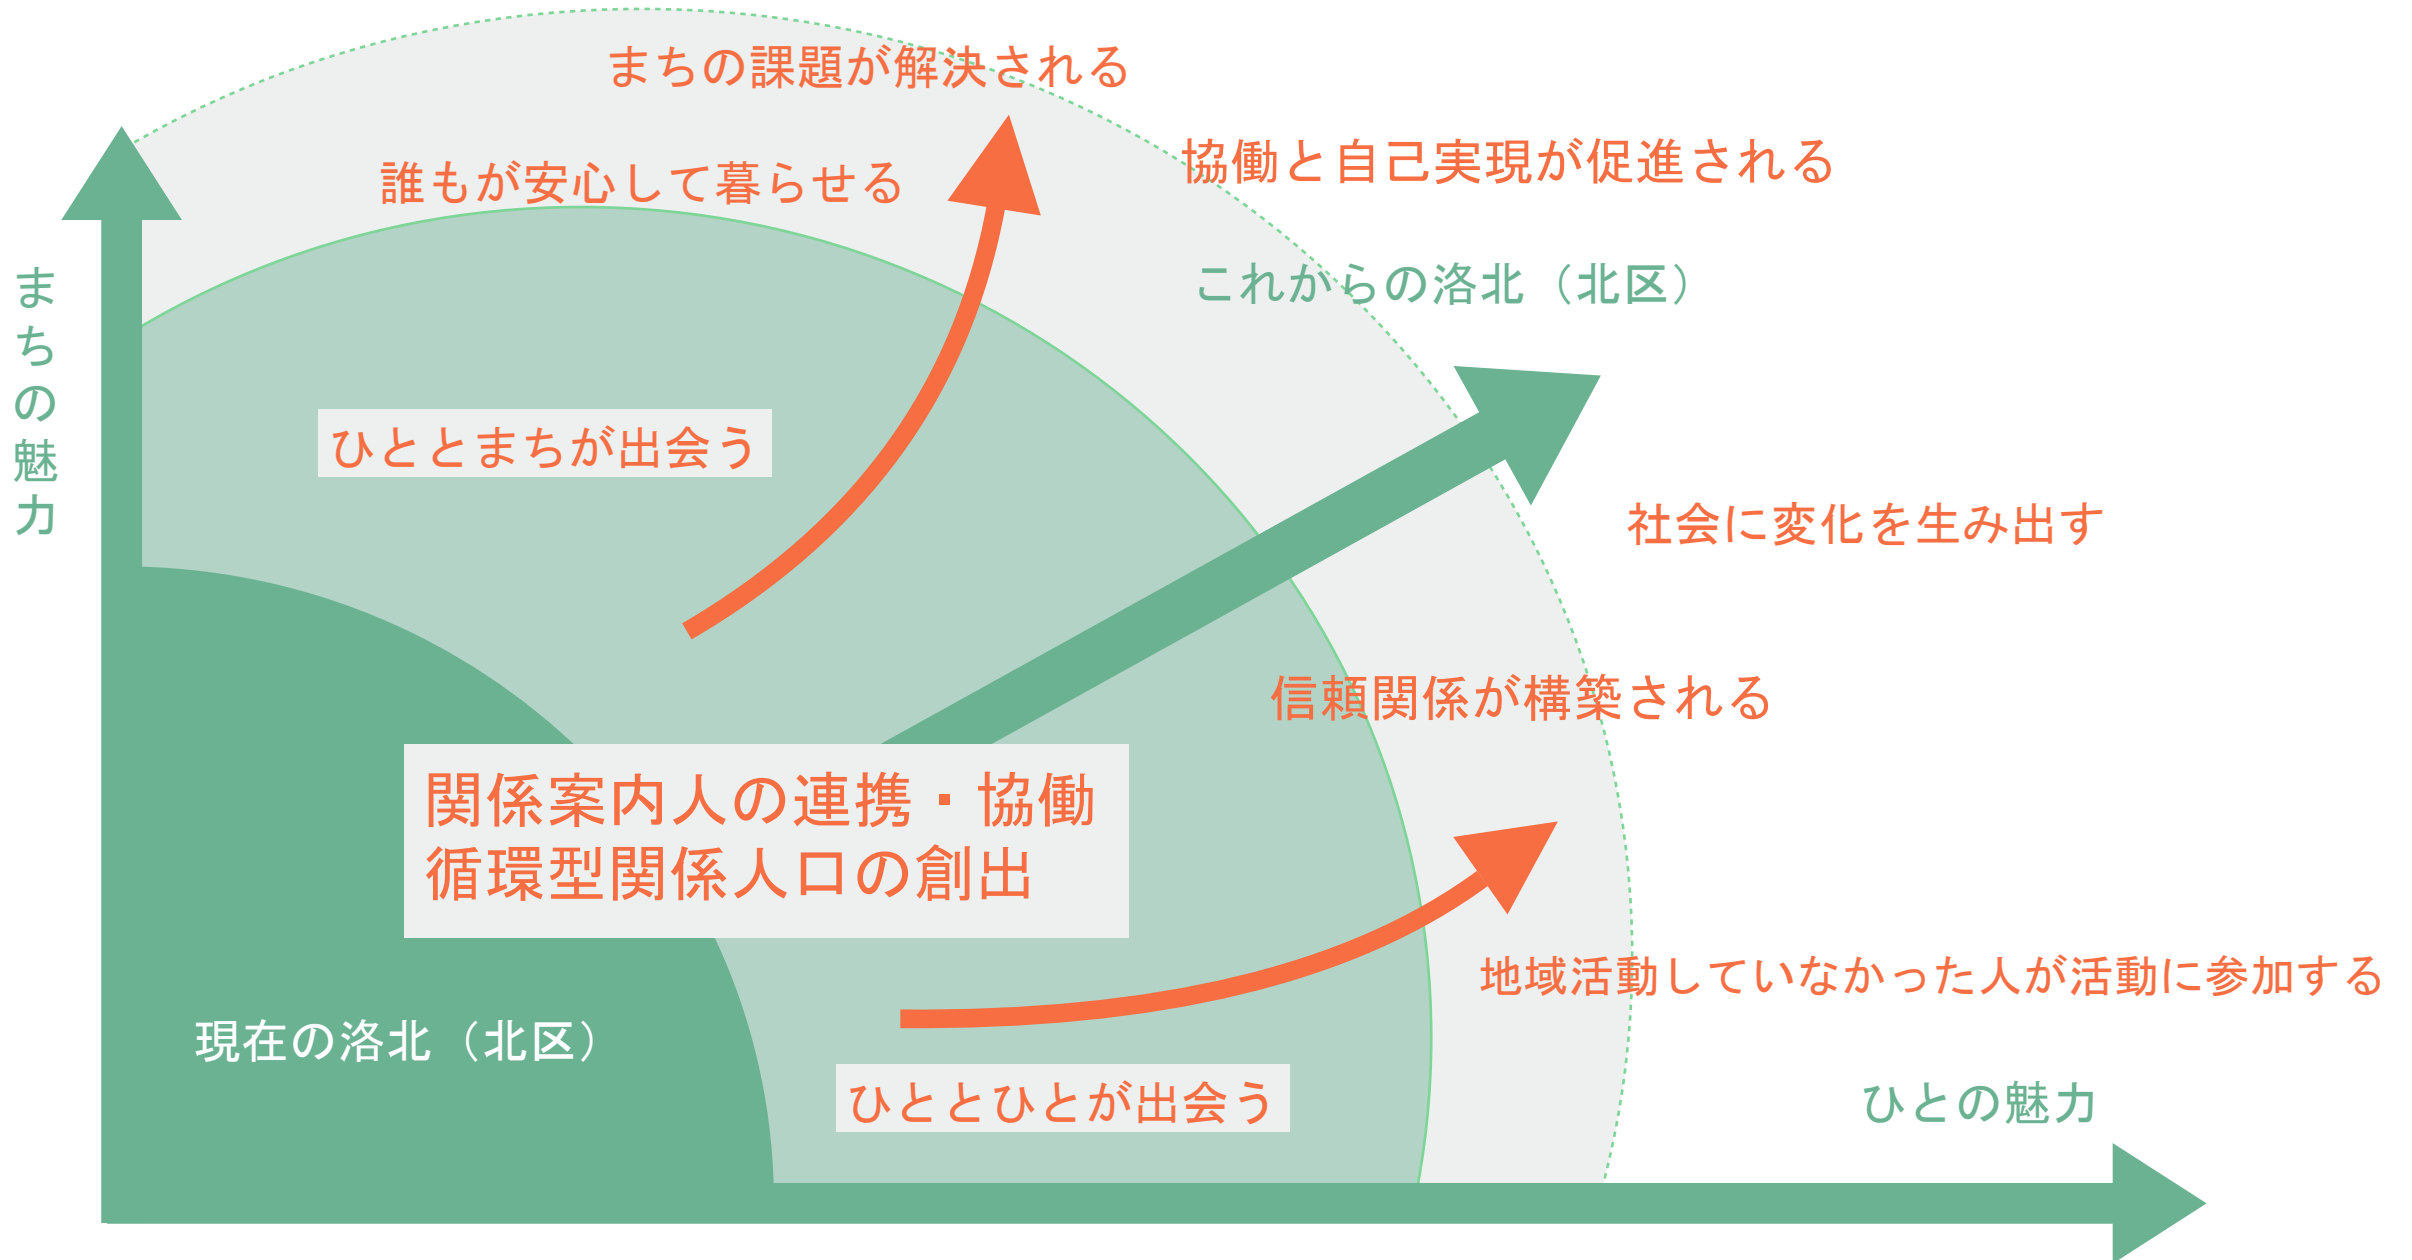 まちの課題が解決される
協働と自己実現が促進される
誰もが安心して暮らせる
これからの洛北（北区）
まちの魅力
ひととまちが出会う
社会に変化を生み出す
信頼関係が構築される
関係案内人の連携・協働
循環型関係人口の創出
地域活動していなかった人が活動に参加する
現在の洛北（北区）
ひととひとが出会う
ひとの魅力